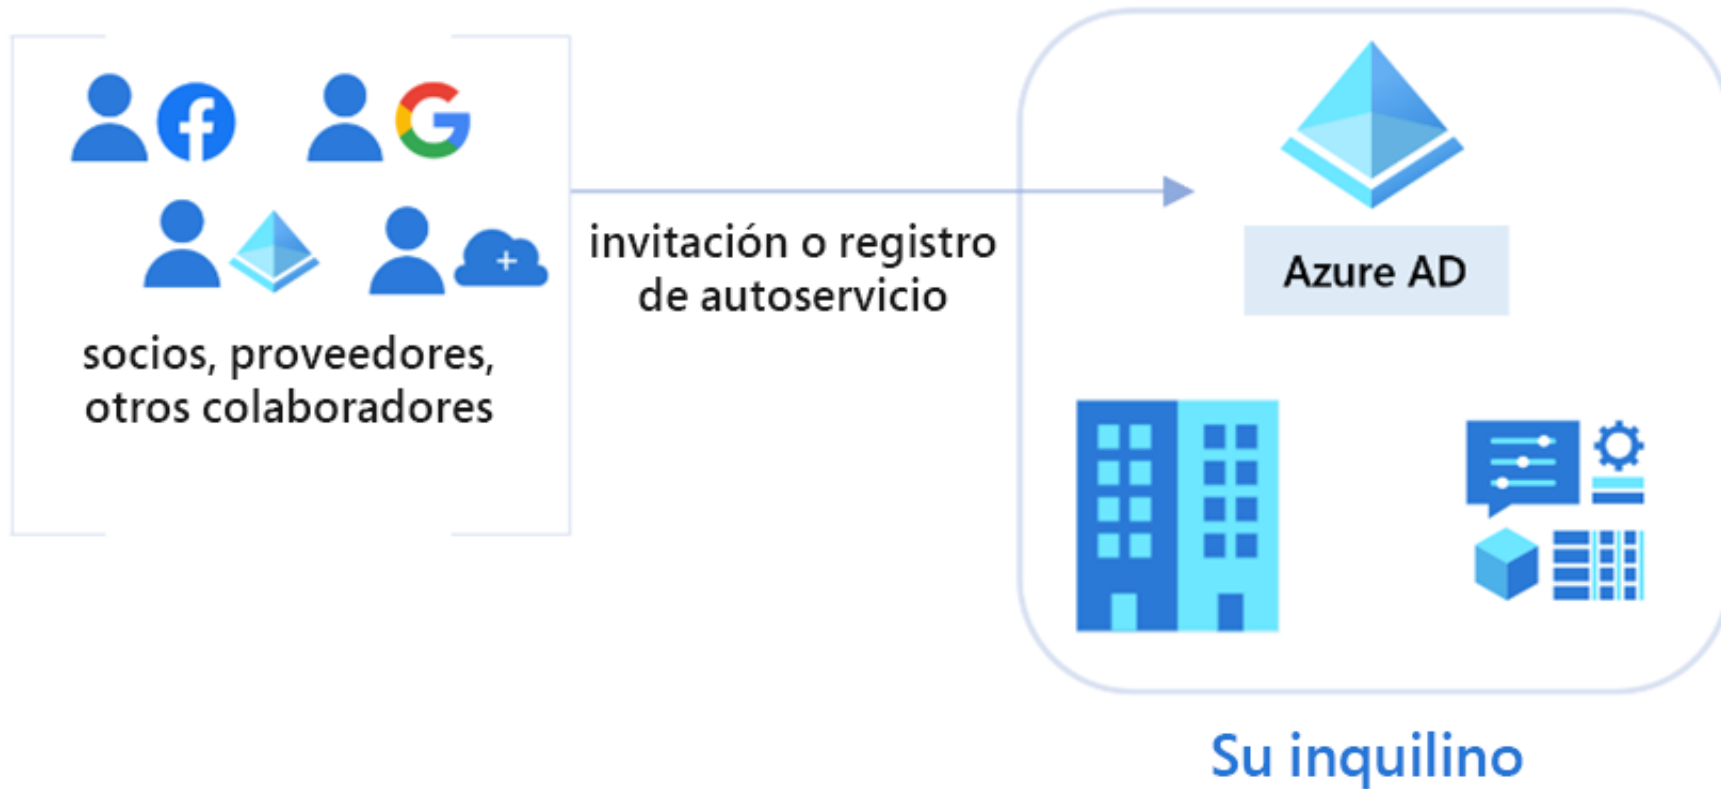 socios, proveedores,
otros colaboradores
invitación o registro
de autoservicio
Azure AD
Su inquilino